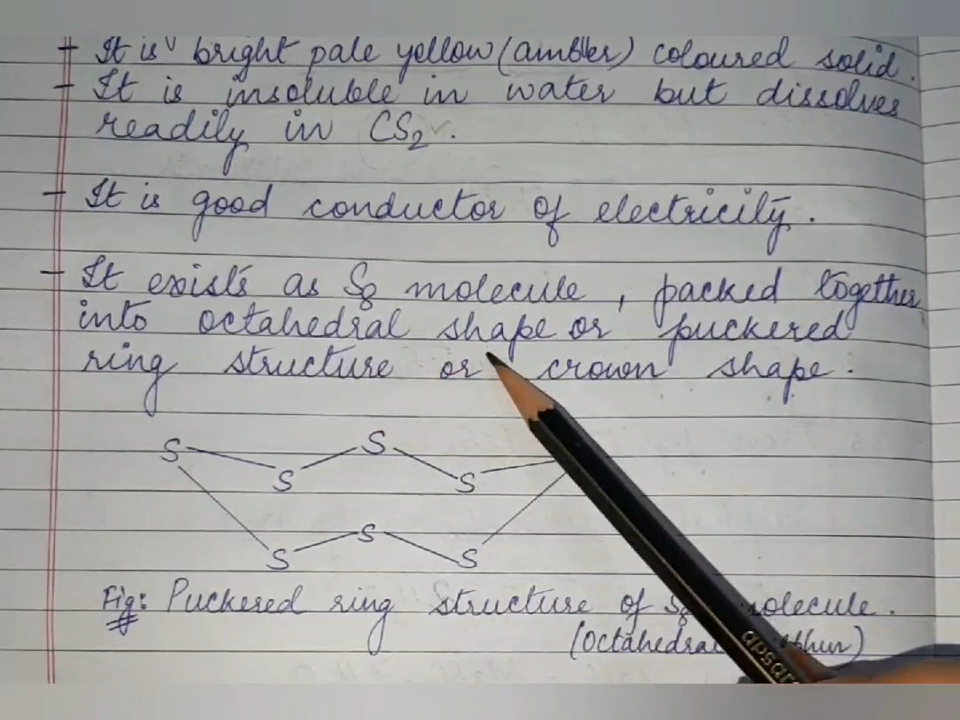 + It is bright pale yellow (amber) coloured solid.
- It is insoluble in water but dissolves
readily in CS₂.
- It is good conductor of electricity.
- It exists as S₈ molecule, packed together
into octahedral shape or puckered
ring structure or crown shape.
S S S S
S S S
Fig: Puckered ring structure of S₈ molecule.
(Octahedral
apsara